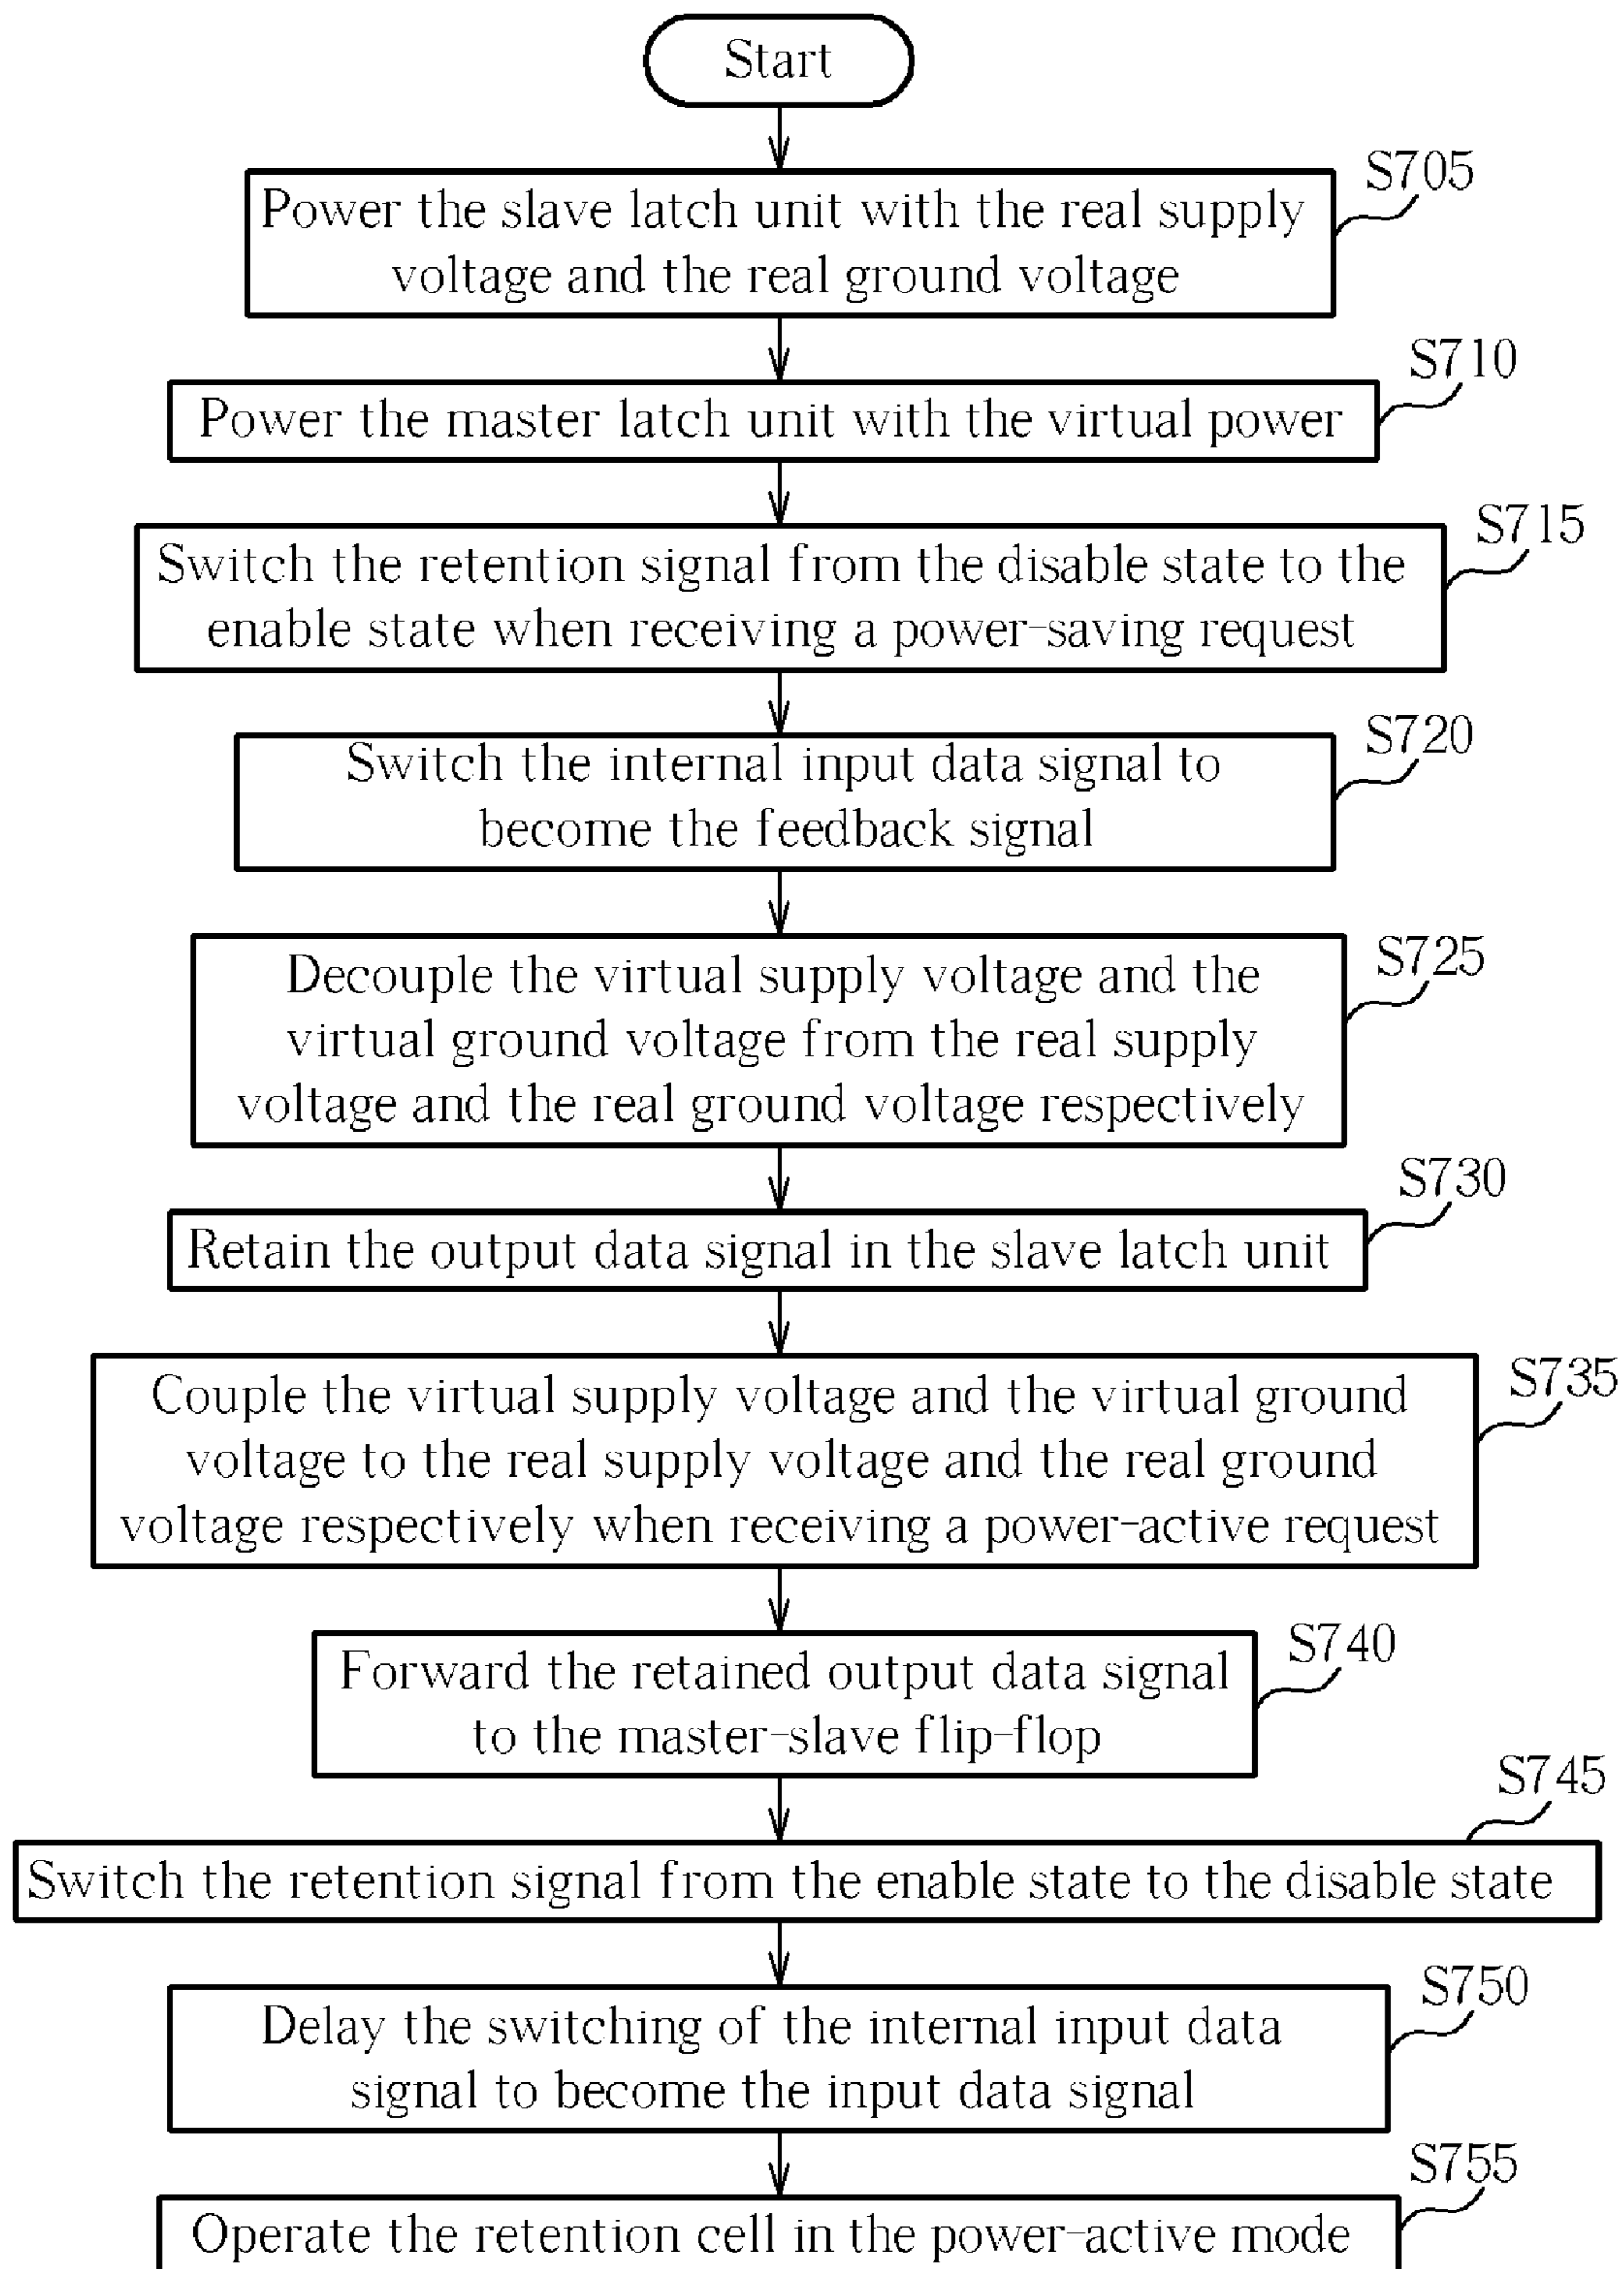 Start
S705
Power the slave latch unit with the real supply
voltage and the real ground voltage
S710
Power the master latch unit with the virtual power
S715
Switch the retention signal from the disable state to the
enable state when receiving a power-saving request
S720
Switch the internal input data signal to
become the feedback signal
S725
Decouple the virtual supply voltage and the
virtual ground voltage from the real supply
voltage and the real ground voltage respectively
S730
Retain the output data signal in the slave latch unit
S735
Couple the virtual supply voltage and the virtual ground
voltage to the real supply voltage and the real ground
voltage respectively when receiving a power-active request
S740
Forward the retained output data signal
to the master-slave flip-flop
S745
Switch the retention signal from the enable state to the disable state
S750
Delay the switching of the internal input data
signal to become the input data signal
S755
Operate the retention cell in the power-active mode